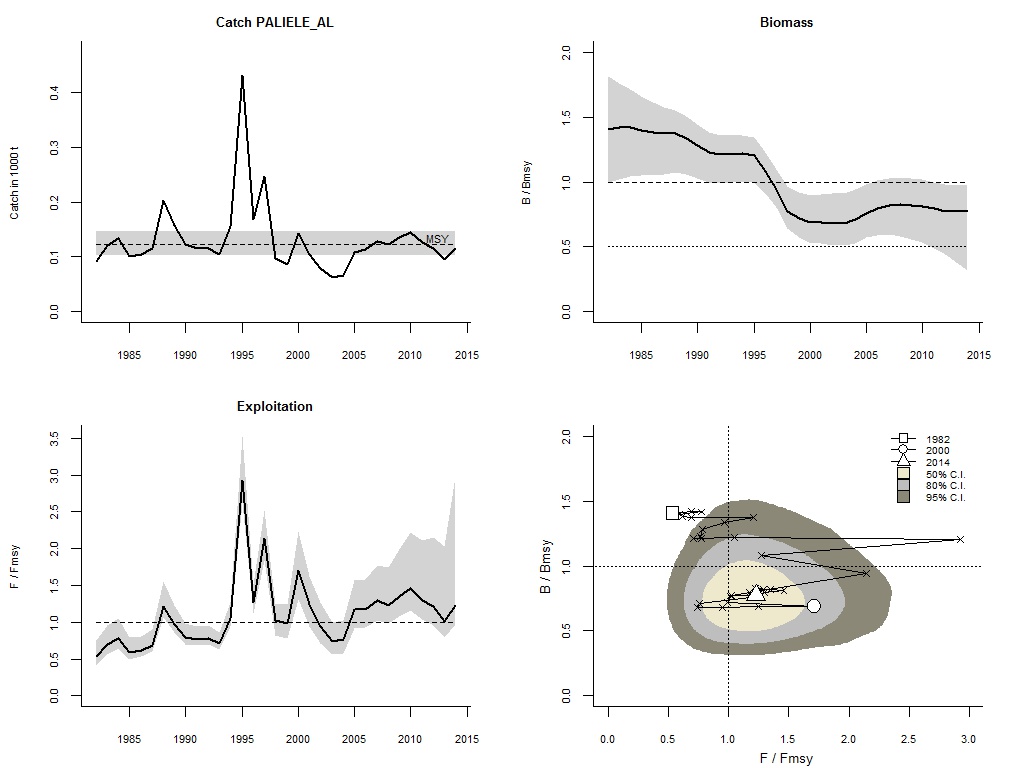 Catch PALIELE_AL
Catch in 1000 t
0.0 0.1 0.2 0.3 0.4
MSY
1985 1990 1995 2000 2005 2010 2015
Biomass
B / Bmsy
0.0 0.5 1.0 1.5 2.0
1985 1990 1995 2000 2005 2010 2015
Exploitation
F / Fmsy
0.0 0.5 1.0 1.5 2.0 2.5 3.0 3.5
1985 1990 1995 2000 2005 2010 2015
B / Bmsy
0.0 0.5 1.0 1.5 2.0
1982
2000
2014
50% C.I.
80% C.I.
95% C.I.
0.0 0.5 1.0 1.5 2.0 2.5 3.0
F / Fmsy